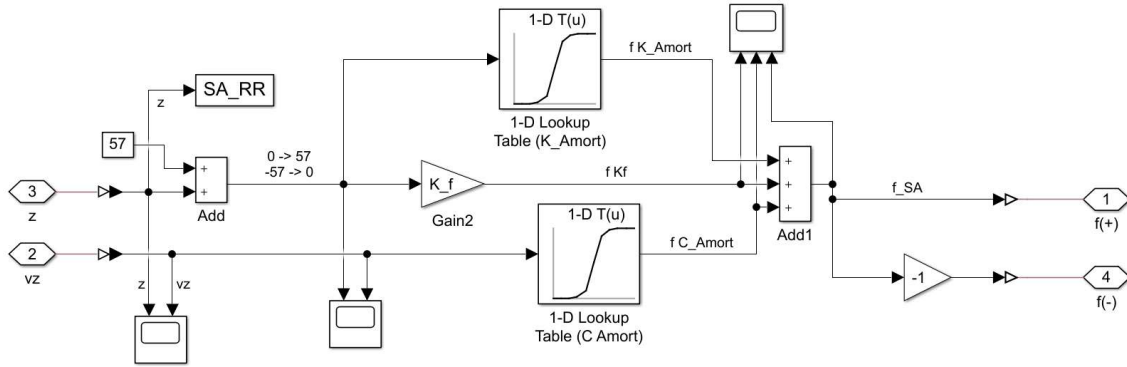 1-D T(u)
f K_Amort
SA_RR
z
1-D Lookup
Table (K_Amort)
57
+
+
Add
0 -> 57
-57 -> 0
K_f
Gain2
f Kf
+
+
+
Add1
3
z
f_SA
1
f(+)
1-D T(u)
f C_Amort
2
vz
z
vz
-1
4
f(-)
1-D Lookup
Table (C Amort)